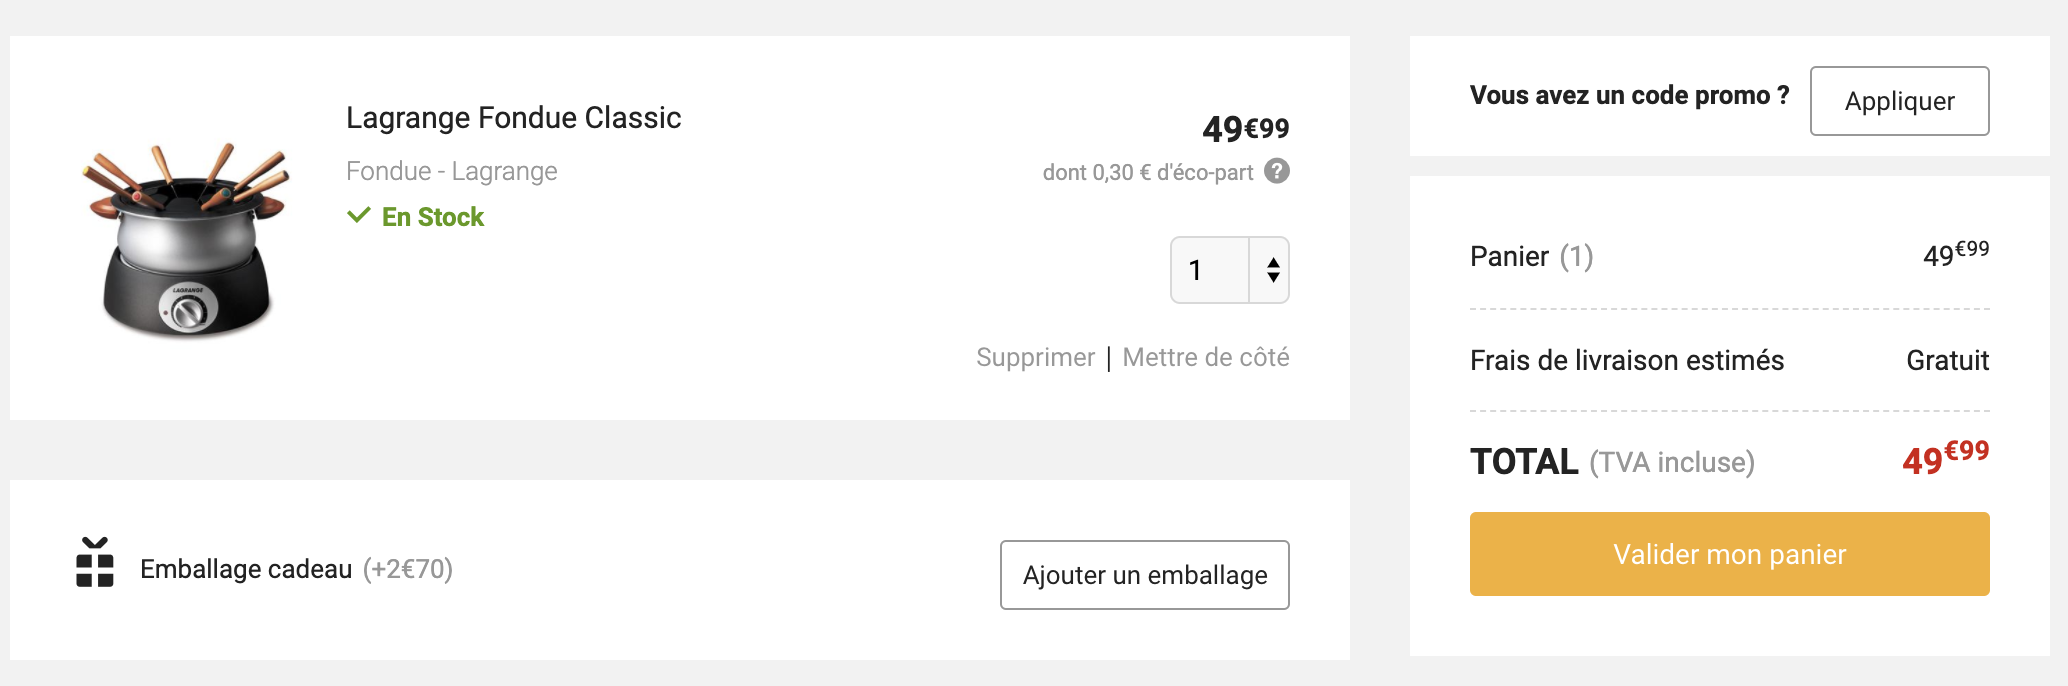 Lagrange Fondue Classic
Fondue - Lagrange
En Stock
LAGRANGE
49€99
dont 0,30 € d'éco-part ?
1
Supprimer | Mettre de côté
Emballage cadeau (+2€70)
Ajouter un emballage
Vous avez un code promo ?
Appliquer
Panier (1) 49€99
Frais de livraison estimés Gratuit
TOTAL (TVA incluse) 49€99
Valider mon panier